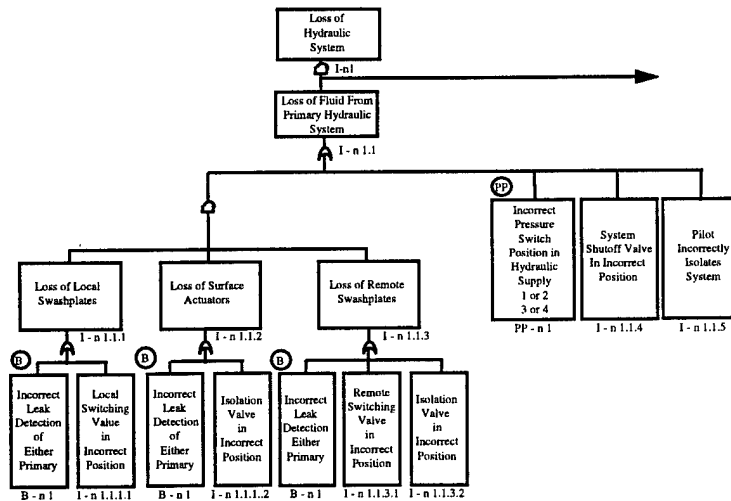 Loss of
Hydraulic
System
I-n1
Loss of Fluid From
Primary Hydraulic
System
I - n 1.1
PP
Incorrect
Pressure
Switch
Position in
Hydraulic
Supply
1 or 2
3 or 4
PP - n 1
System
Shutoff Valve
In Incorrect
Position
I - n 1.1.4
Pilot
Incorrectly
Isolates
System
I - n 1.1.5
Loss of Local
Swashplates
I - n 1.1.1
Loss of Surface
Actuators
I - n 1.1.2
Loss of Remote
Swashplates
I - n 1.1.3
B
Incorrect
Leak
Detection
of
Either
Primary
B - n 1
Local
Switching
Value
in
Incorrect
Position
I - n 1.1.1.1
B
Incorrect
Leak
Detection
of
Either
Primary
B - n 1
Isolation
Valve in
Incorrect
Position
I - n 1.1.1..2
B
Incorrect
Leak
Detection
Either
Primary
B - n 1
Remote
Switching
Valve
in
Incorrect
Position
I - n 1.1.3.1
Isolation
Valve in
Incorrect
Position
I - n 1.1.3.2